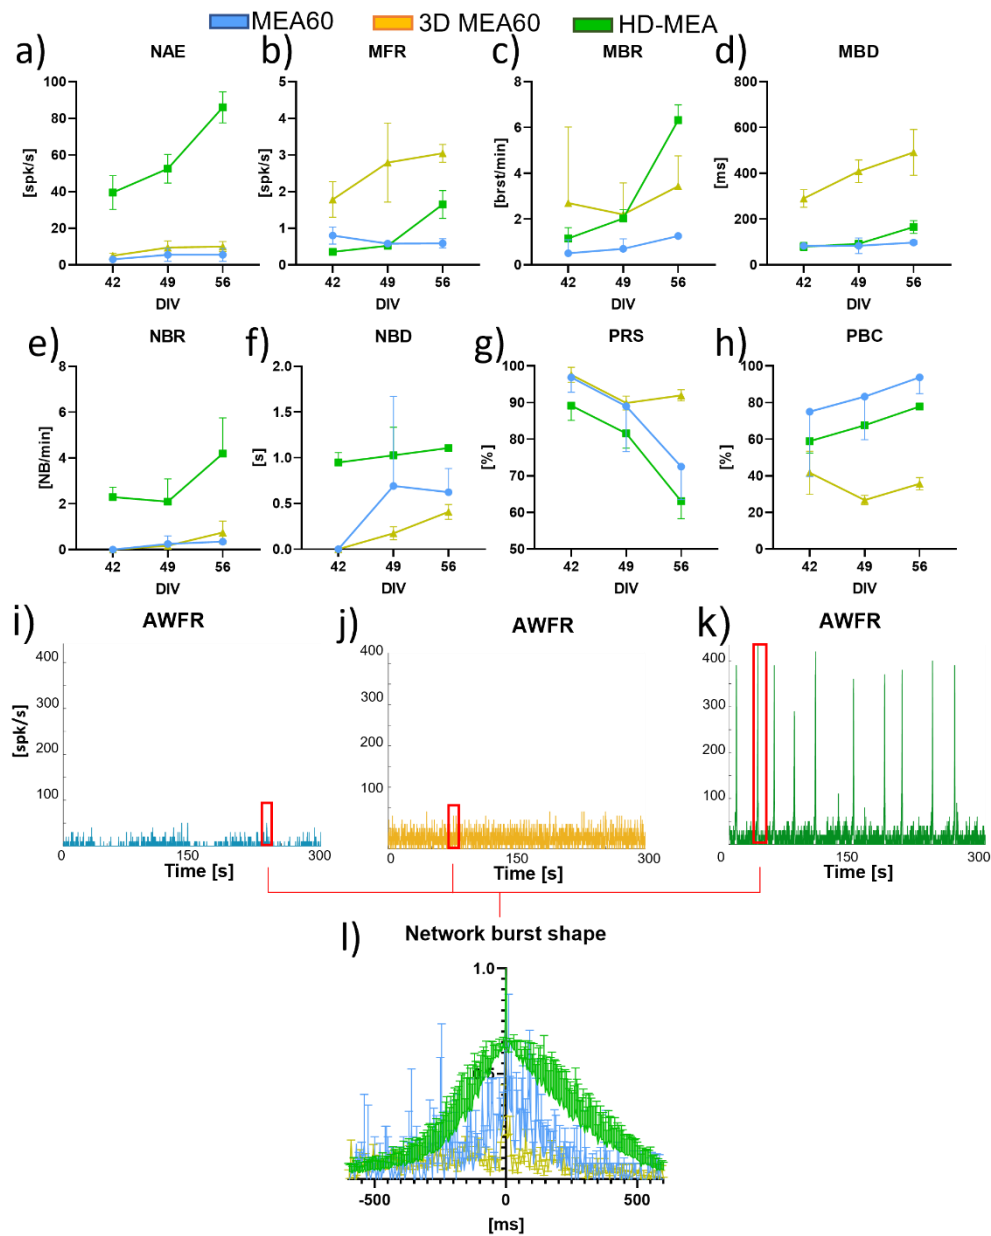 MEA60 3D MEA60 HD-MEA
a) NAE b) MFR c) MBR d) MBD
100 5 8 800
80 4 6 600
60 3 4 400
40 2 2 200
20 1 0 0
0 0
[spk/s] [spk/s] [brst/min] [ms]
42 49 56 42 49 56 42 49 56 42 49 56
DIV DIV DIV DIV
e) NBR f) NBD g) PRS h) PBC
8 2.0 100 100
6 1.5 90 80
4 1.0 80 60
2 0.5 70 40
0 0.0 60 20
50 0
[NB/min] [s] [%] [%]
42 49 56 42 49 56 42 49 56 42 49 56
DIV DIV DIV DIV
i) AWFR j) AWFR k) AWFR
400 400 400
300 300 300
200 200 200
100 100 100
[spk/s]
0 150 300 0 150 300 0 150 300
Time [s] Time [s] Time [s]
l) Network burst shape
1.0
0.5
-500 0 500
[ms]